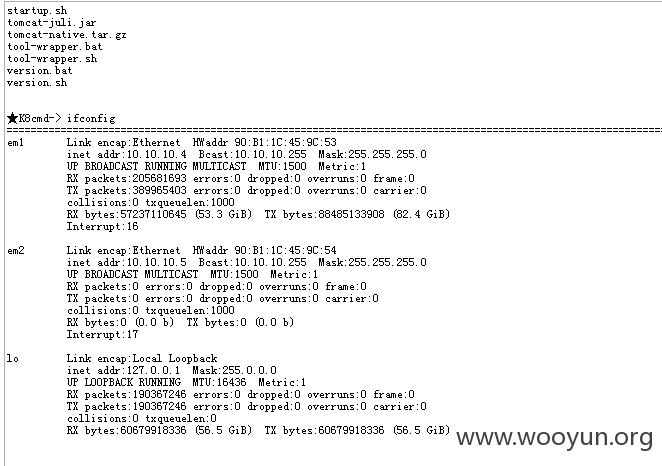 startup.sh
tomcat-juli.jar
tomcat-native.tar.gz
tool-wrapper.bat
tool-wrapper.sh
version.bat
version.sh
★K8cmd-> ifconfig
================================================================================================
em1 Link encap:Ethernet HWaddr 90:B1:1C:45:9C:53
inet addr:10.10.10.4 Bcast:10.10.10.255 Mask:255.255.255.0
UP BROADCAST RUNNING MULTICAST MTU:1500 Metric:1
RX packets:205681693 errors:0 dropped:0 overruns:0 frame:0
TX packets:389965403 errors:0 dropped:0 overruns:0 carrier:0
collisions:0 txqueuelen:1000
RX bytes:57237110645 (53.3 GiB) TX bytes:88485133908 (82.4 GiB)
Interrupt:16
em2 Link encap:Ethernet HWaddr 90:B1:1C:45:9C:54
inet addr:10.10.10.5 Bcast:10.10.10.255 Mask:255.255.255.0
UP BROADCAST MULTICAST MTU:1500 Metric:1
RX packets:0 errors:0 dropped:0 overruns:0 frame:0
TX packets:0 errors:0 dropped:0 overruns:0 carrier:0
collisions:0 txqueuelen:1000
RX bytes:0 (0.0 b) TX bytes:0 (0.0 b)
Interrupt:17
lo Link encap:Local Loopback
inet addr:127.0.0.1 Mask:255.0.0.0
UP LOOPBACK RUNNING MTU:16436 Metric:1
RX packets:190367246 errors:0 dropped:0 overruns:0 frame:0
TX packets:190367246 errors:0 dropped:0 overruns:0 carrier:0
collisions:0 txqueuelen:0
RX bytes:60679918336 (56.5 GiB) TX bytes:60679918336 (56.5 GiB)
www.wooyun.org